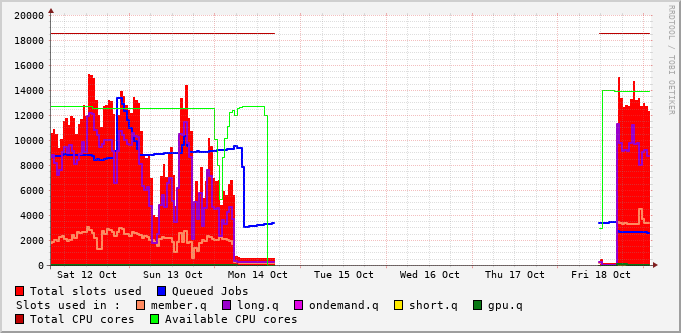 20000
18000
16000
14000
12000
10000
8000
6000
4000
2000
0
Sat 12 Oct Sun 13 Oct Mon 14 Oct Tue 15 Oct Wed 16 Oct Thu 17 Oct Fri 18 Oct
Total slots used Queued Jobs
Slots used in : member.q long.q ondemand.q short.q gpu.q
Total CPU cores Available CPU cores
RRDTOOL / TOBI OETIKER